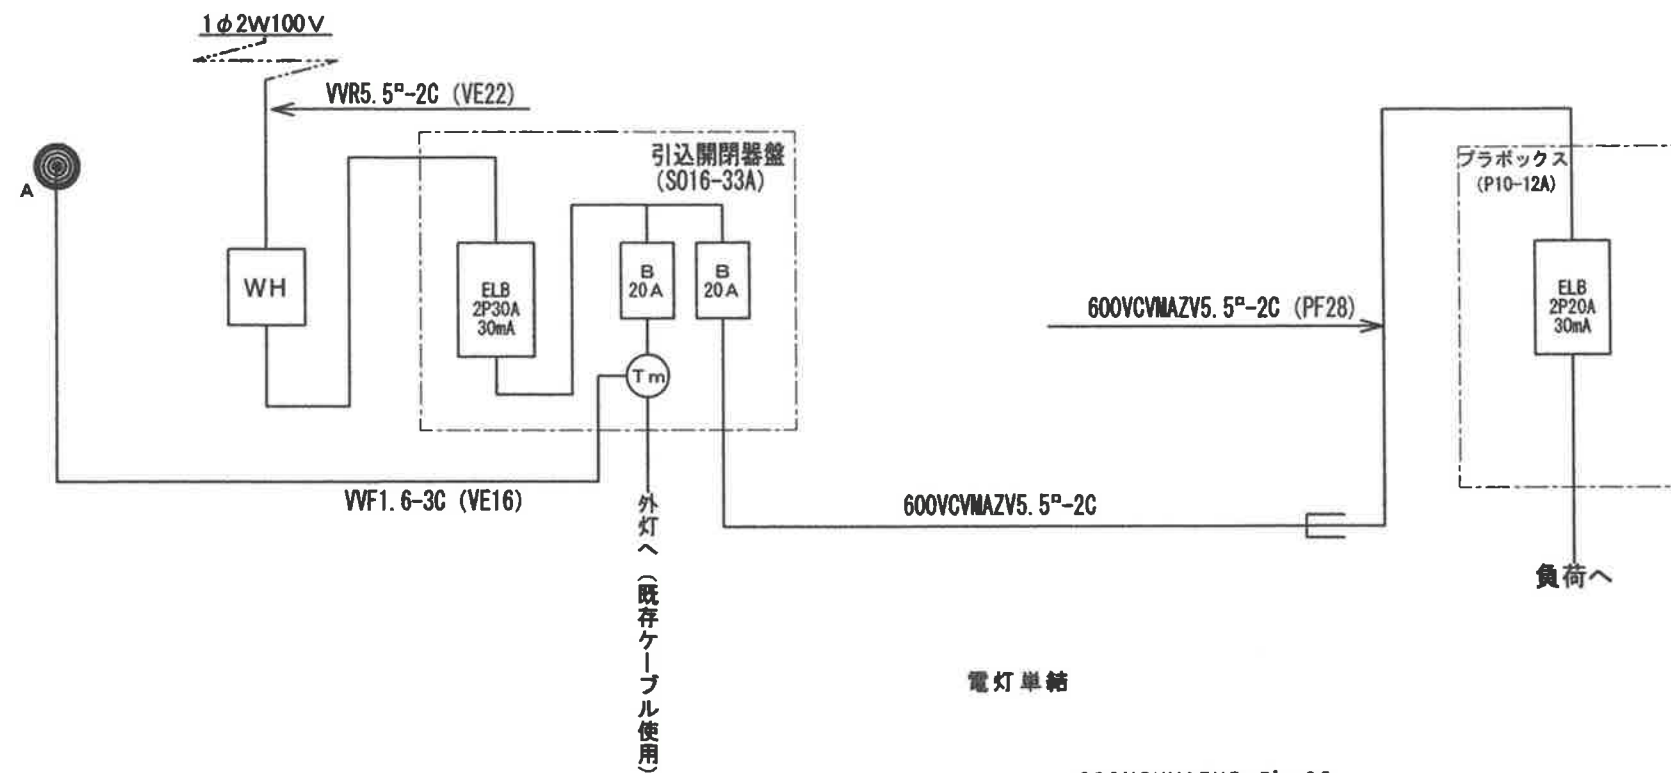 1φ2W100V
VVR5.5□-2C (VE22)
A
WH
引込開閉器盤
(SO16-33A)
ELB
2P30A
30mA
B
20A
B
20A
Tm
VVF1.6-3C (VE16)
外灯へ(既存ケーブル使用)
600VCVMAZV5.5□-2C
600VCVMAZV5.5□-2C (PF28)
プラボックス
(P10-12A)
ELB
2P20A
30mA
負荷へ
電灯単結